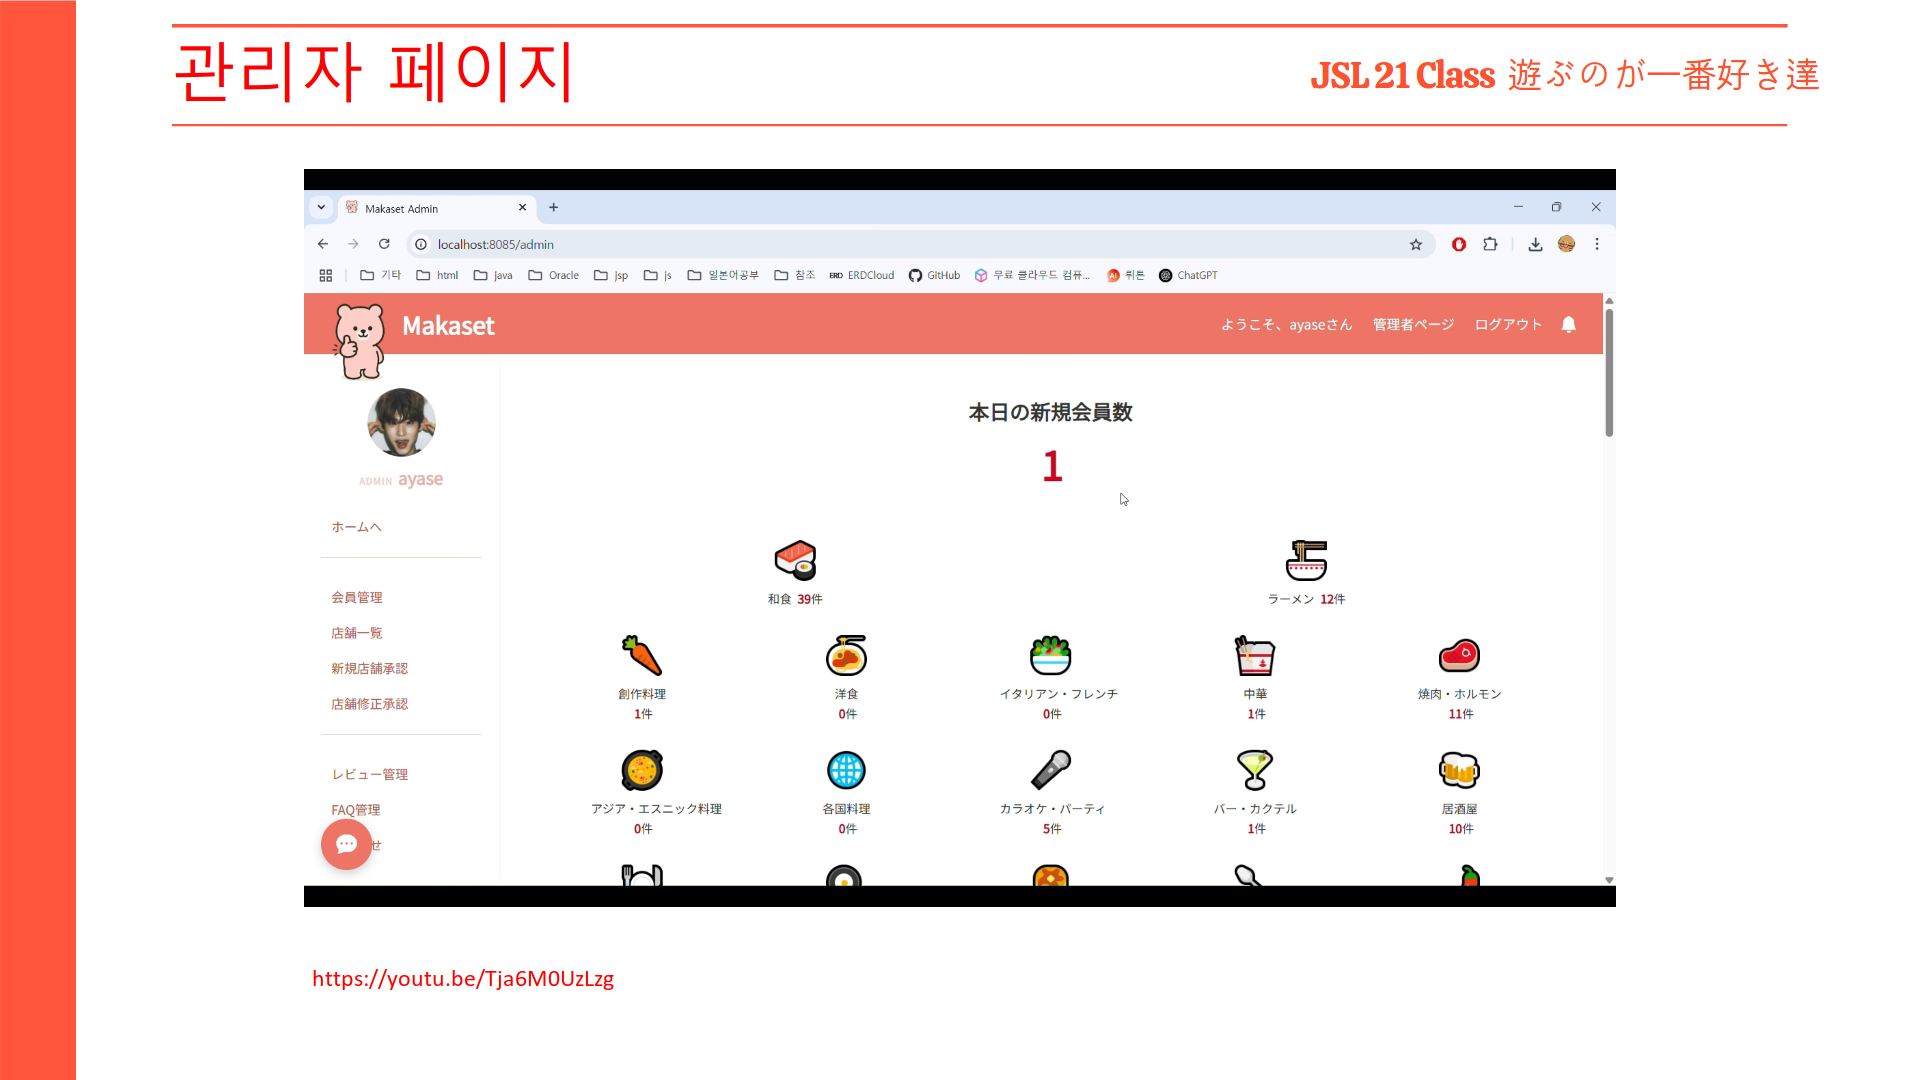 관리자 페이지
JSL 21 Class 遊ぶのが一番好き達
Makaset Admin
localhost:8085/admin
기타 html java Oracle jsp js 일본어공부 참조 ERD ERDCloud GitHub 무료 클라우드 컴퓨... 뤼튼 ChatGPT
Makaset
ようこそ、ayaseさん 管理者ページ ログアウト
ADMIN ayase
ホームへ
会員管理
店舗一覧
新規店舗承認
店舗修正承認
レビュー管理
FAQ管理
せ
本日の新規会員数
1
和食 39件
ラーメン 12件
創作料理
1件
洋食
0件
イタリアン・フレンチ
0件
中華
1件
焼肉・ホルモン
11件
アジア・エスニック料理
0件
各国料理
0件
カラオケ・パーティ
5件
バー・カクテル
1件
居酒屋
10件
https://youtu.be/Tja6M0UzLzg